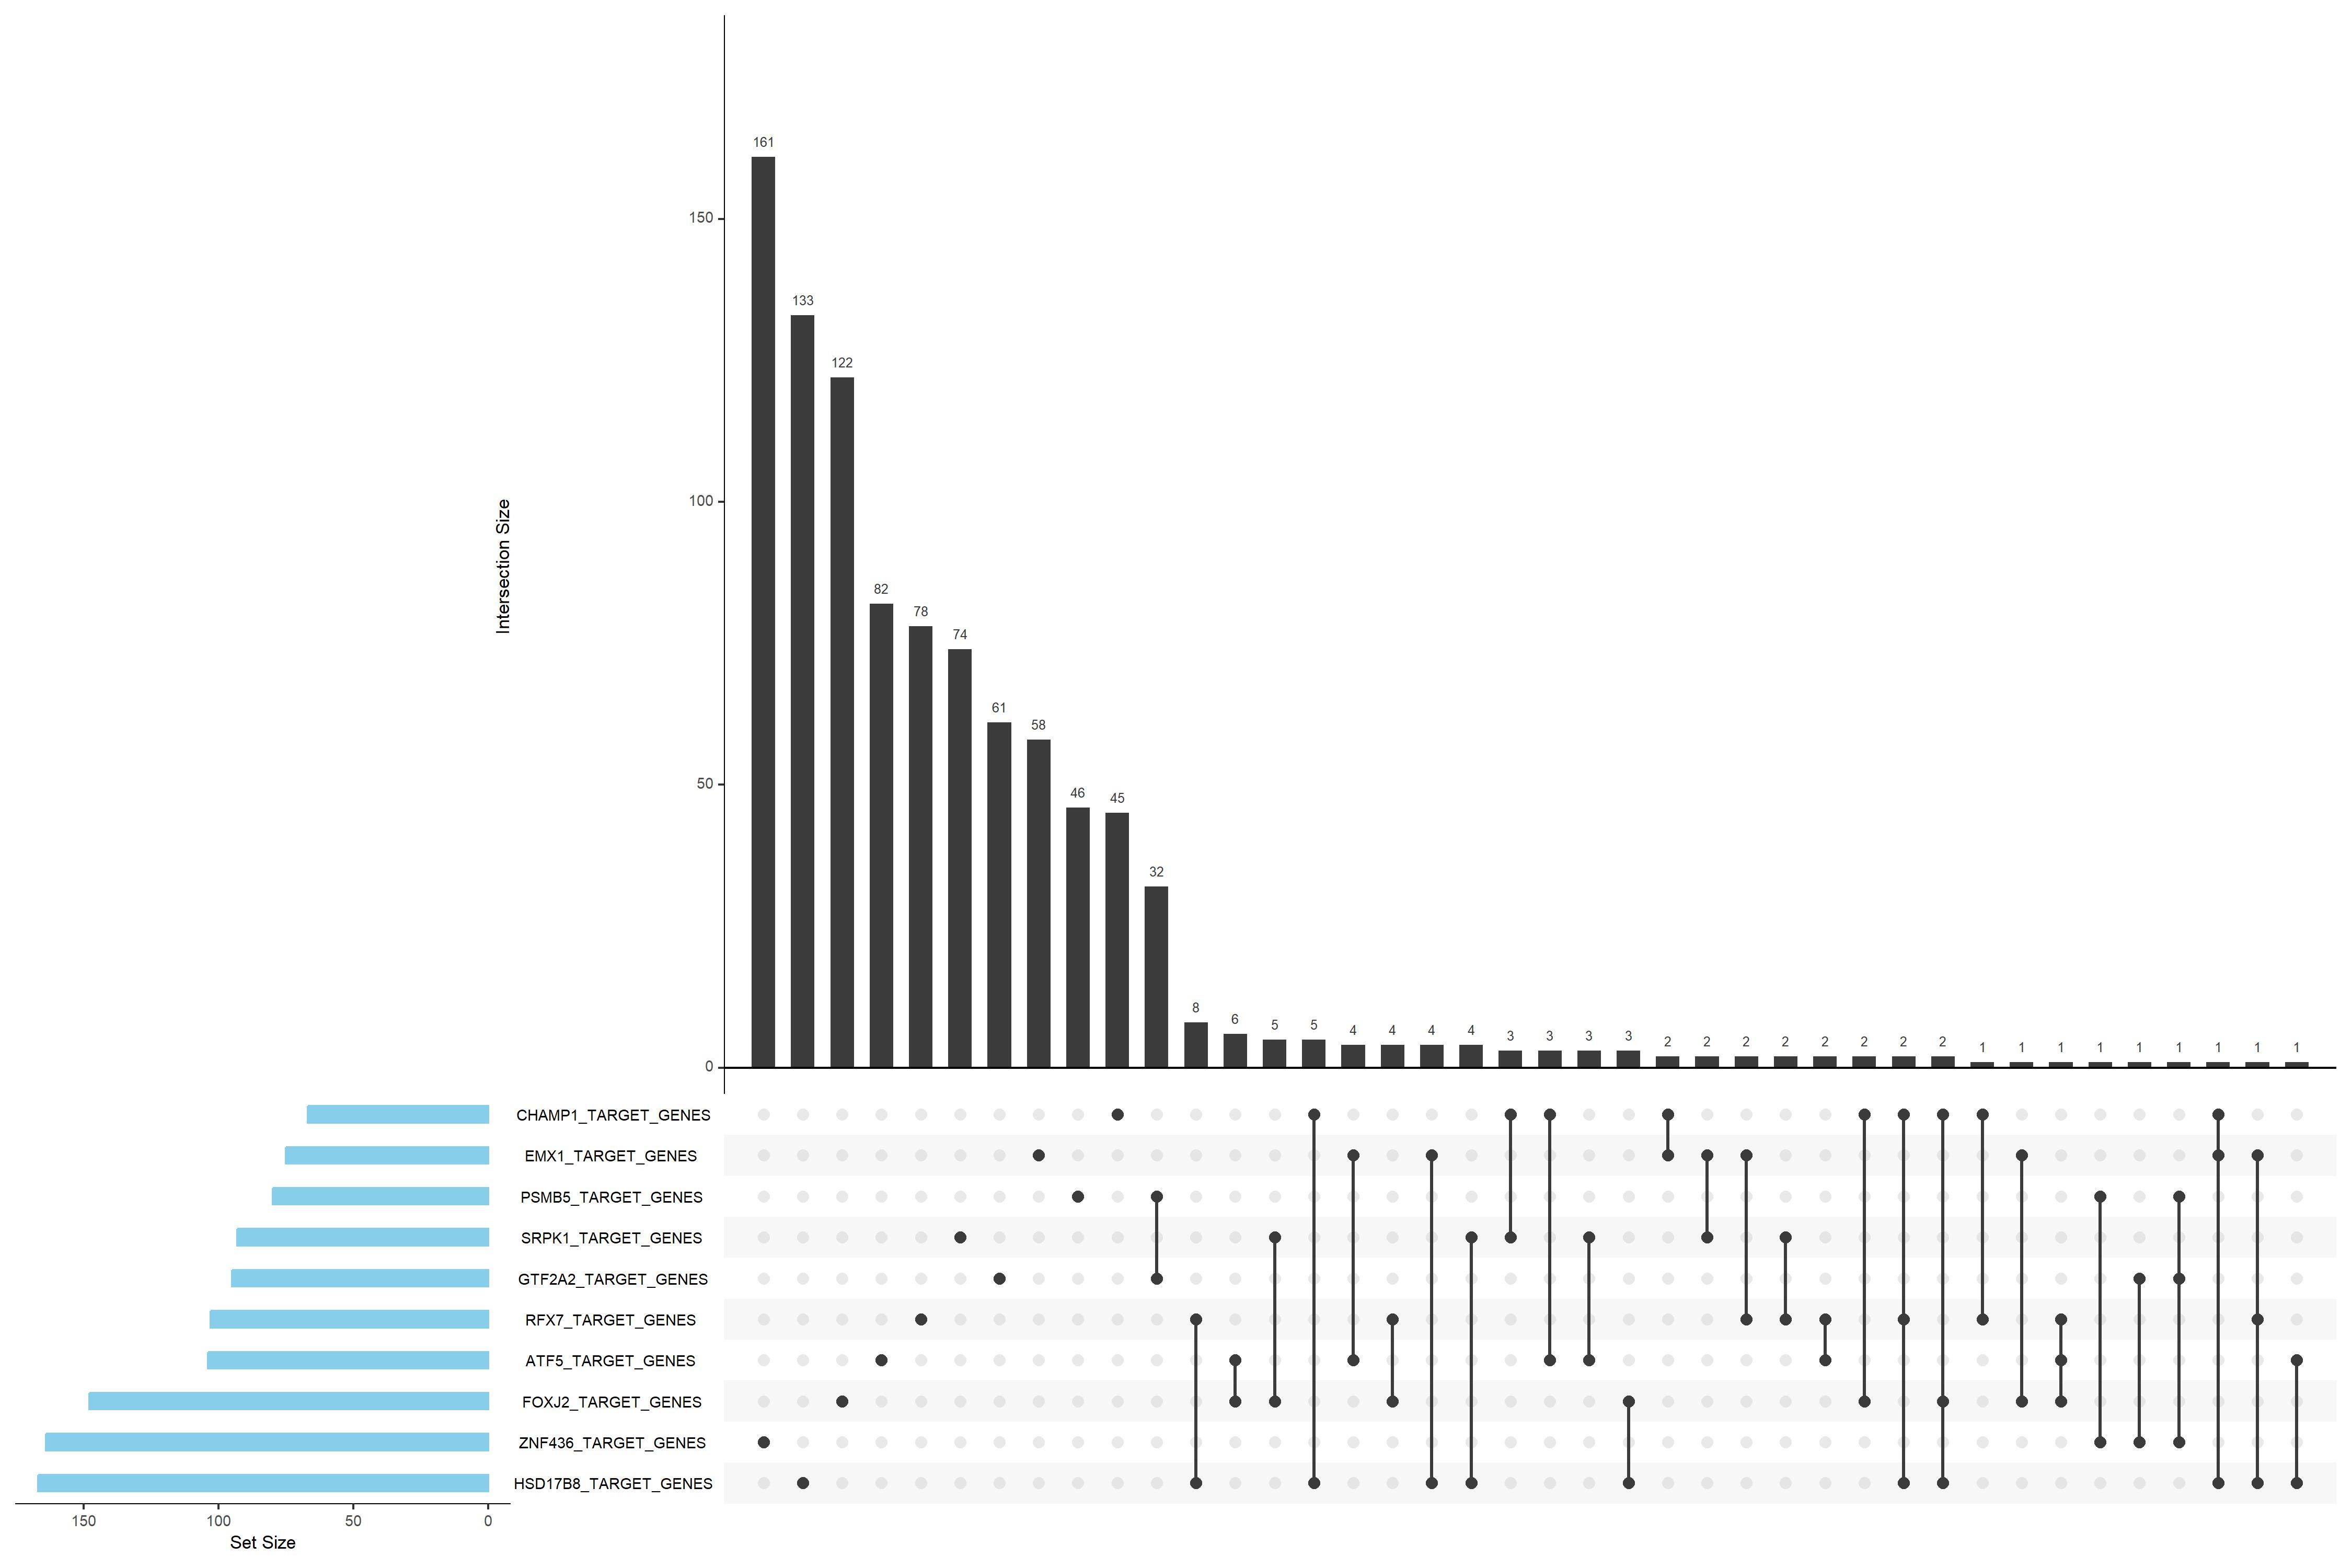 161
133
122
82
78
74
61
58
46
45
32
8 6 5 5 4 4 4 4 3 3 3 3 2 2 2 2 2 2 2 2 1 1 1 1 1 1 1 1 1
150
100
50
0
Intersection Size
CHAMP1_TARGET_GENES
EMX1_TARGET_GENES
PSMB5_TARGET_GENES
SRPK1_TARGET_GENES
GTF2A2_TARGET_GENES
RFX7_TARGET_GENES
ATF5_TARGET_GENES
FOXJ2_TARGET_GENES
ZNF436_TARGET_GENES
HSD17B8_TARGET_GENES
150 100 50 0
Set Size